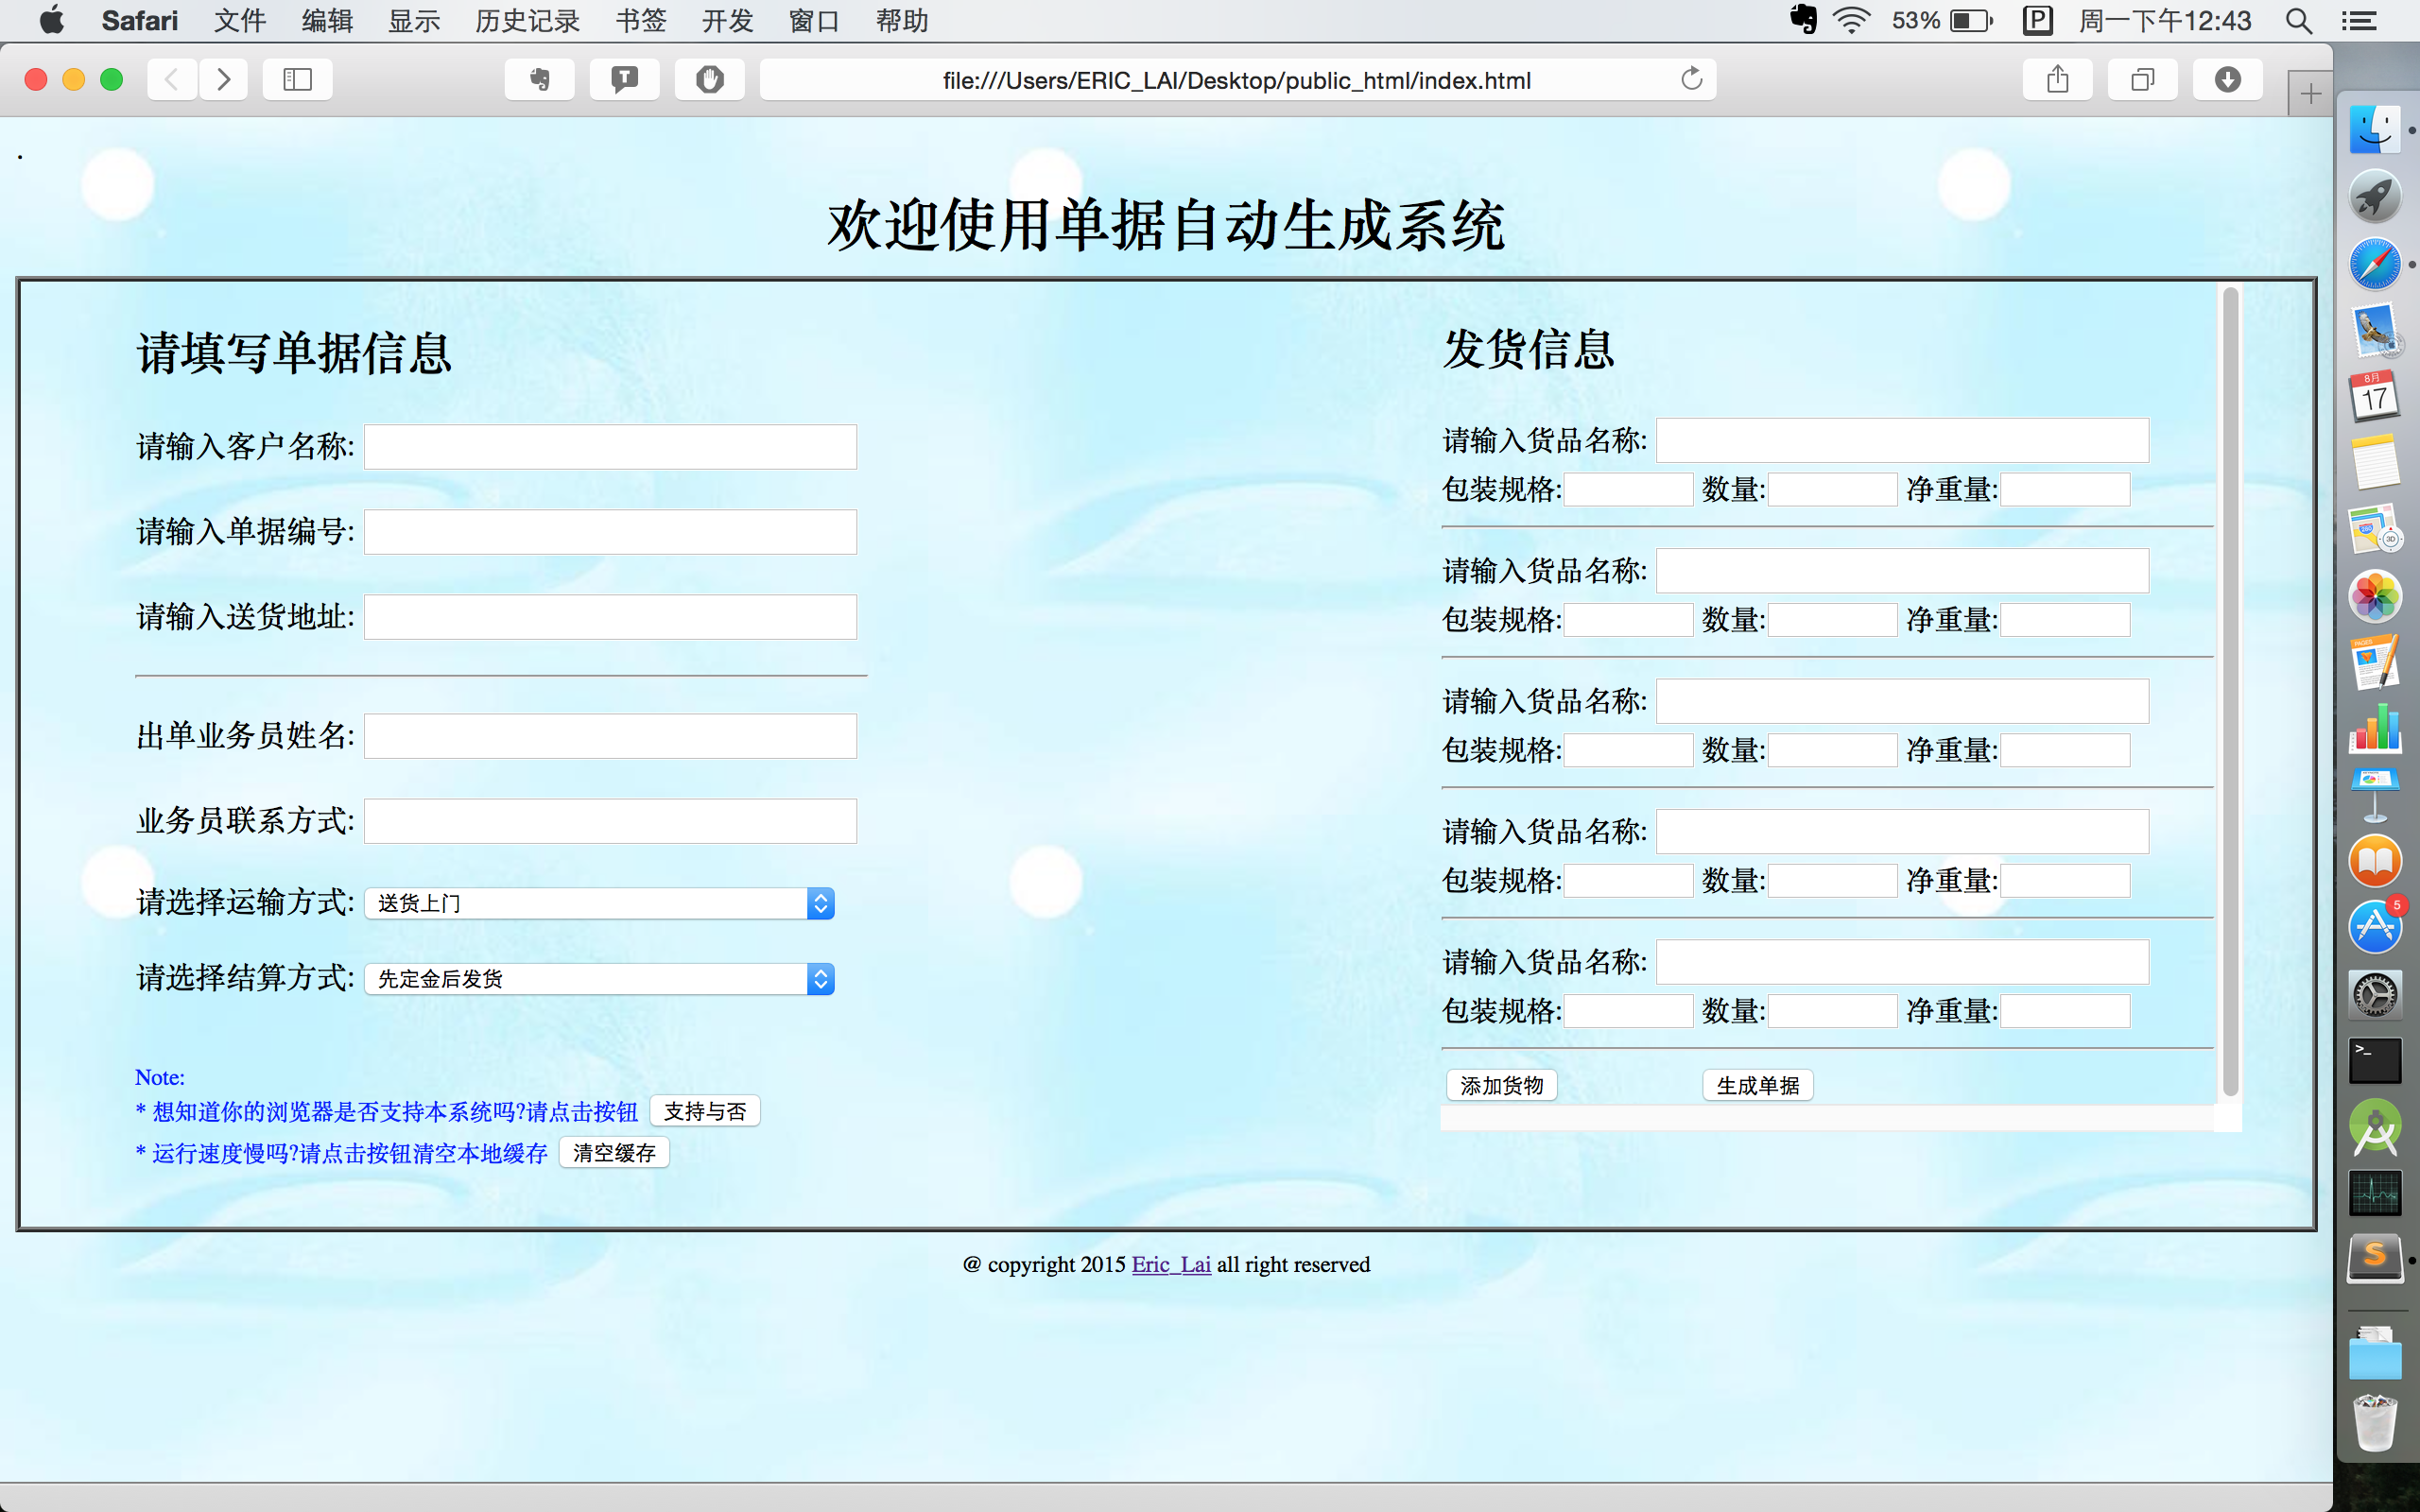 Safari 文件 编辑 显示 历史记录 书签 开发 窗口 帮助 53% P 周一下午12:43
file:///Users/ERIC_LAI/Desktop/public_html/index.html
.
欢迎使用单据自动生成系统
请填写单据信息
请输入客户名称:
请输入单据编号:
请输入送货地址:
出单业务员姓名:
业务员联系方式:
请选择运输方式: 送货上门
请选择结算方式: 先定金后发货
Note:
* 想知道你的浏览器是否支持本系统吗?请点击按钮 支持与否
* 运行速度慢吗?请点击按钮清空本地缓存 清空缓存
发货信息
请输入货品名称:
包装规格: 数量: 净重量:
请输入货品名称:
包装规格: 数量: 净重量:
请输入货品名称:
包装规格: 数量: 净重量:
请输入货品名称:
包装规格: 数量: 净重量:
请输入货品名称:
包装规格: 数量: 净重量:
添加货物 生成单据
@ copyright 2015 Eric_Lai all right reserved
8月
17
3D
PAGES
5
>_
S